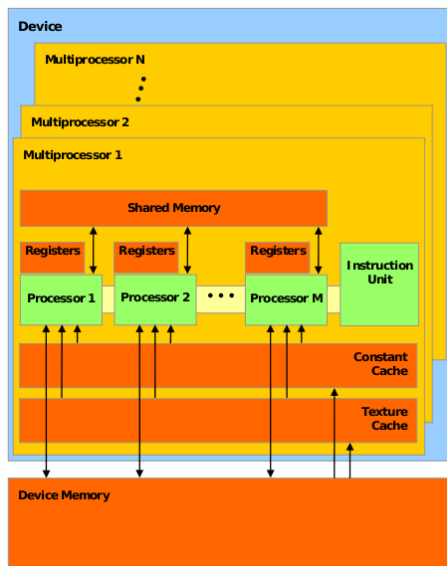 Device
Multiprocessor N
Multiprocessor 2
Multiprocessor 1
Shared Memory
Registers
Registers
Registers
Processor 1
Processor 2
Processor M
Instruction
Unit
Constant
Cache
Texture
Cache
Device Memory